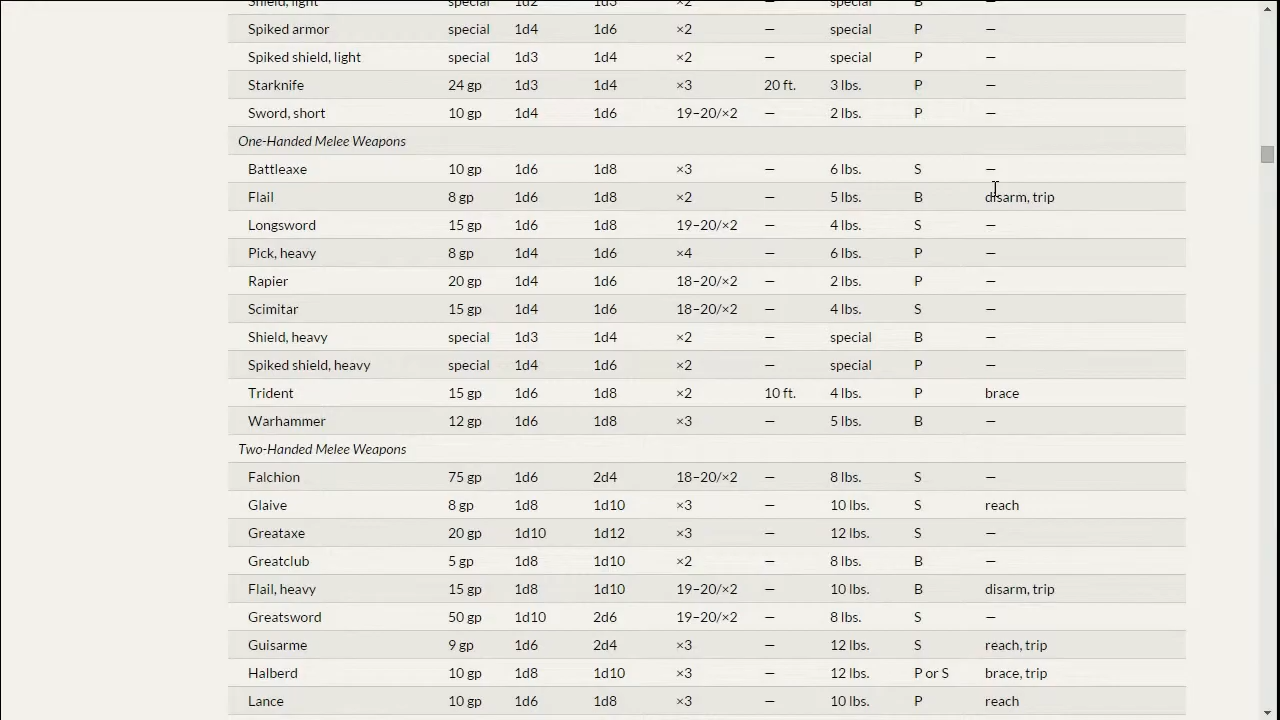 Shield, light special 1d2 1d3 ×2 — special B —
Spiked armor special 1d4 1d6 ×2 — special P —
Spiked shield, light special 1d3 1d4 ×2 — special P —
Starknife 24 gp 1d3 1d4 ×3 20 ft. 3 lbs. P —
Sword, short 10 gp 1d4 1d6 19–20/×2 — 2 lbs. P —
One-Handed Melee Weapons
Battleaxe 10 gp 1d6 1d8 ×3 — 6 lbs. S —
Flail 8 gp 1d6 1d8 ×2 — 5 lbs. B disarm, trip
Longsword 15 gp 1d6 1d8 19–20/×2 — 4 lbs. S —
Pick, heavy 8 gp 1d4 1d6 ×4 — 6 lbs. P —
Rapier 20 gp 1d4 1d6 18–20/×2 — 2 lbs. P —
Scimitar 15 gp 1d4 1d6 18–20/×2 — 4 lbs. S —
Shield, heavy special 1d3 1d4 ×2 — special B —
Spiked shield, heavy special 1d4 1d6 ×2 — special P —
Trident 15 gp 1d6 1d8 ×2 10 ft. 4 lbs. P brace
Warhammer 12 gp 1d6 1d8 ×3 — 5 lbs. B —
Two-Handed Melee Weapons
Falchion 75 gp 1d6 2d4 18–20/×2 — 8 lbs. S —
Glaive 8 gp 1d8 1d10 ×3 — 10 lbs. S reach
Greataxe 20 gp 1d10 1d12 ×3 — 12 lbs. S —
Greatclub 5 gp 1d8 1d10 ×2 — 8 lbs. B —
Flail, heavy 15 gp 1d8 1d10 19–20/×2 — 10 lbs. B disarm, trip
Greatsword 50 gp 1d10 2d6 19–20/×2 — 8 lbs. S —
Guisarme 9 gp 1d6 2d4 ×3 — 12 lbs. S reach, trip
Halberd 10 gp 1d8 1d10 ×3 — 12 lbs. P or S brace, trip
Lance 10 gp 1d6 1d8 ×3 — 10 lbs. P reach